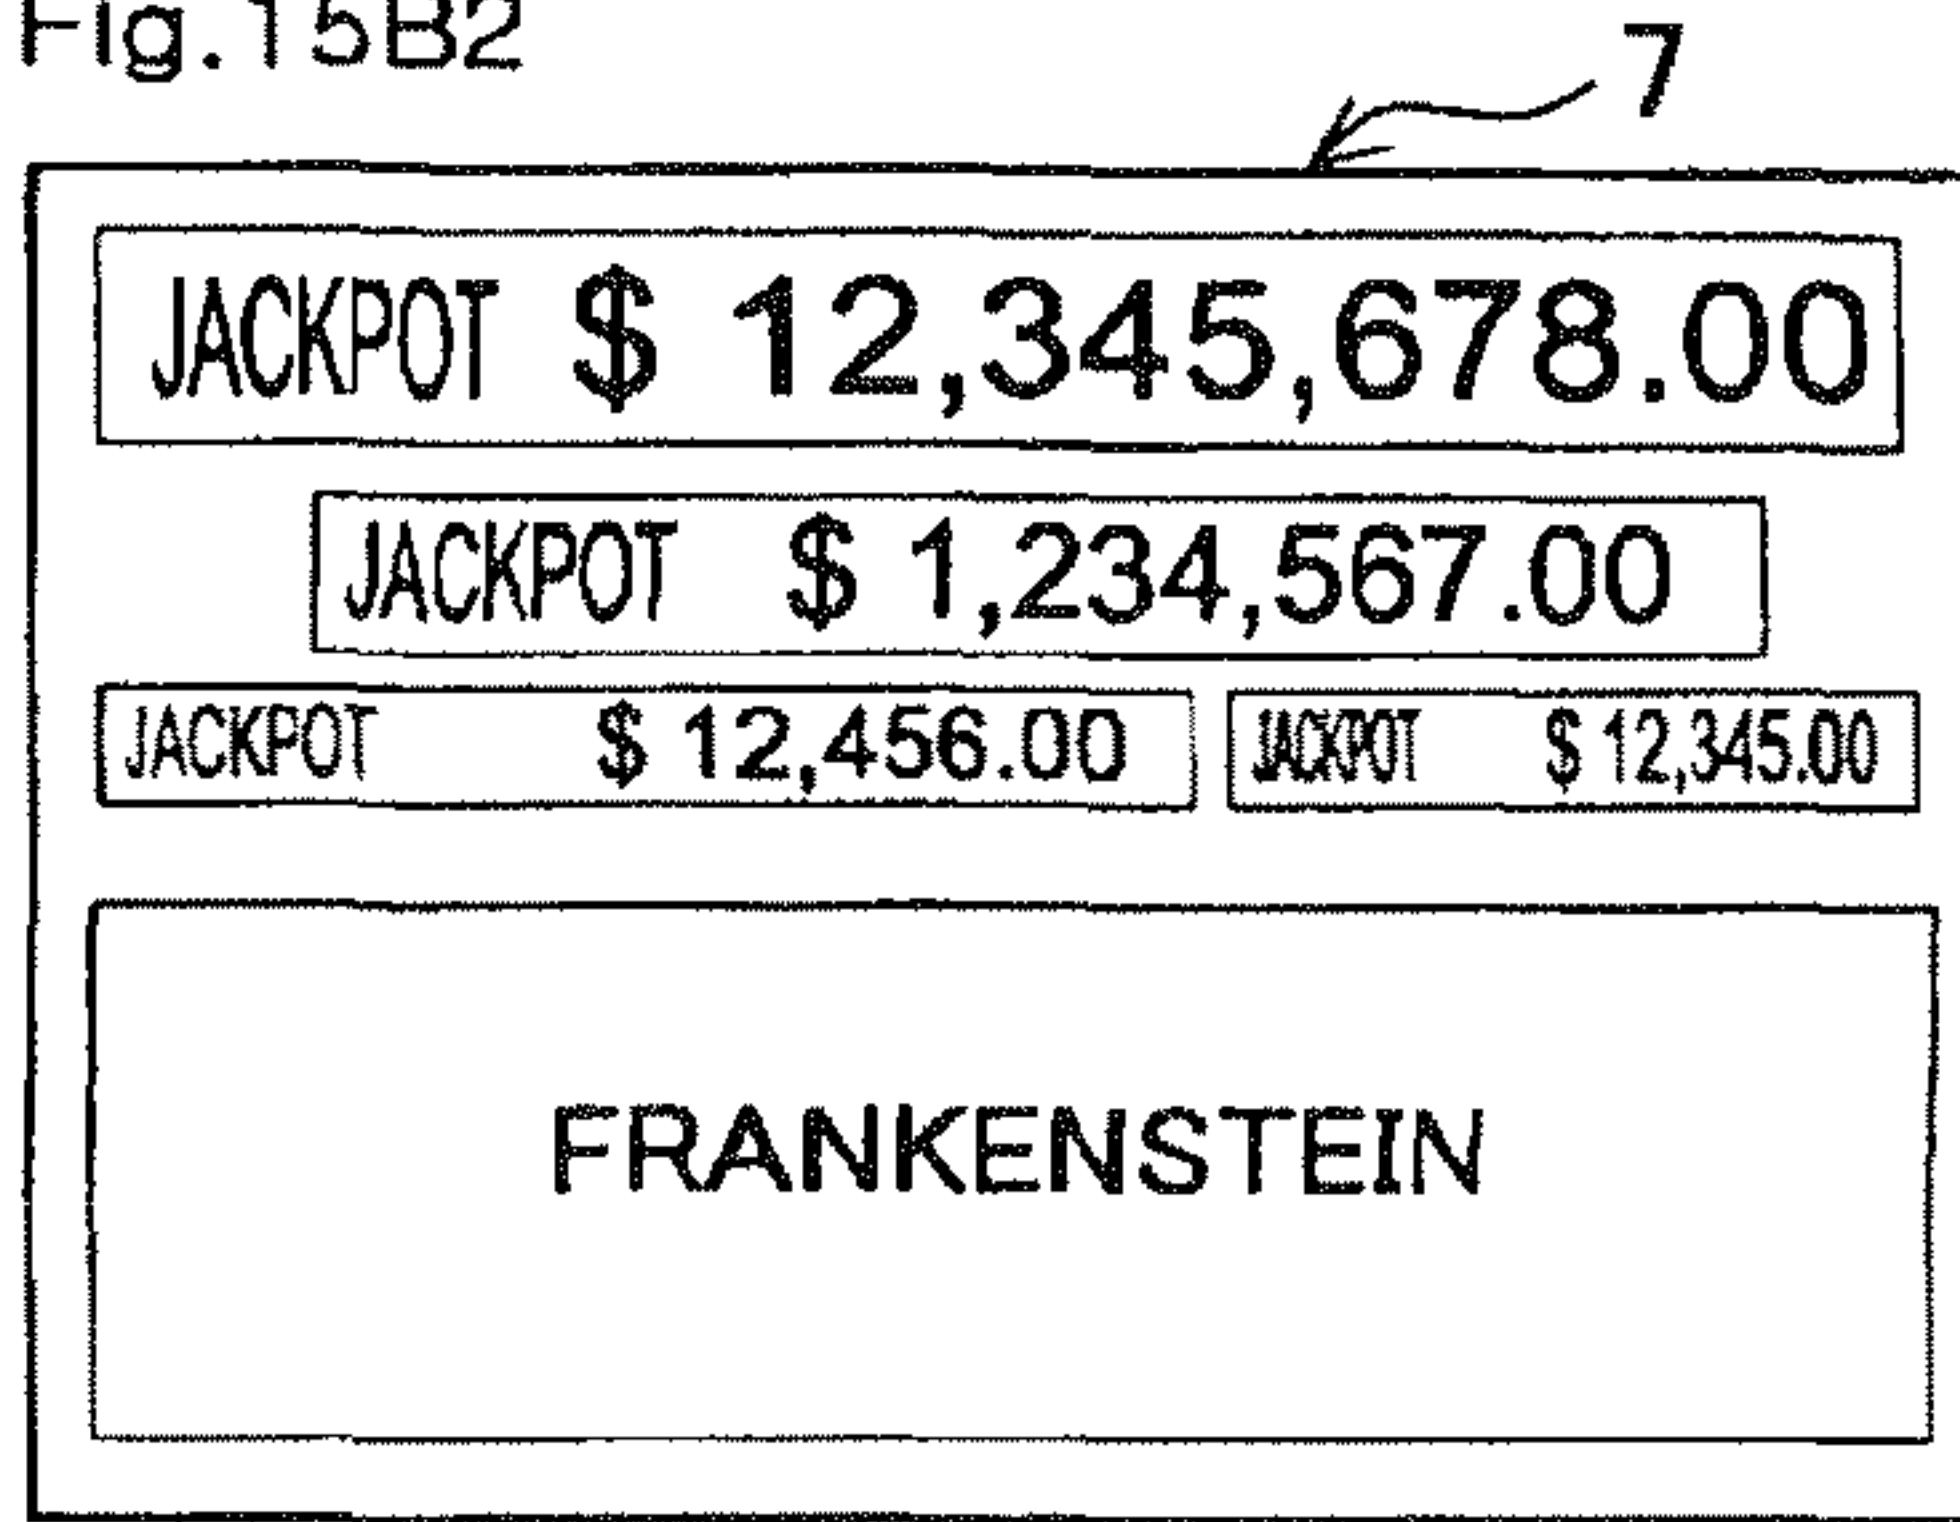 Fig.15B2
7
JACKPOT $ 12,345,678.00
JACKPOT $ 1,234,567.00
JACKPOT $ 12,456.00
JACKPOT $ 12,345.00
FRANKENSTEIN